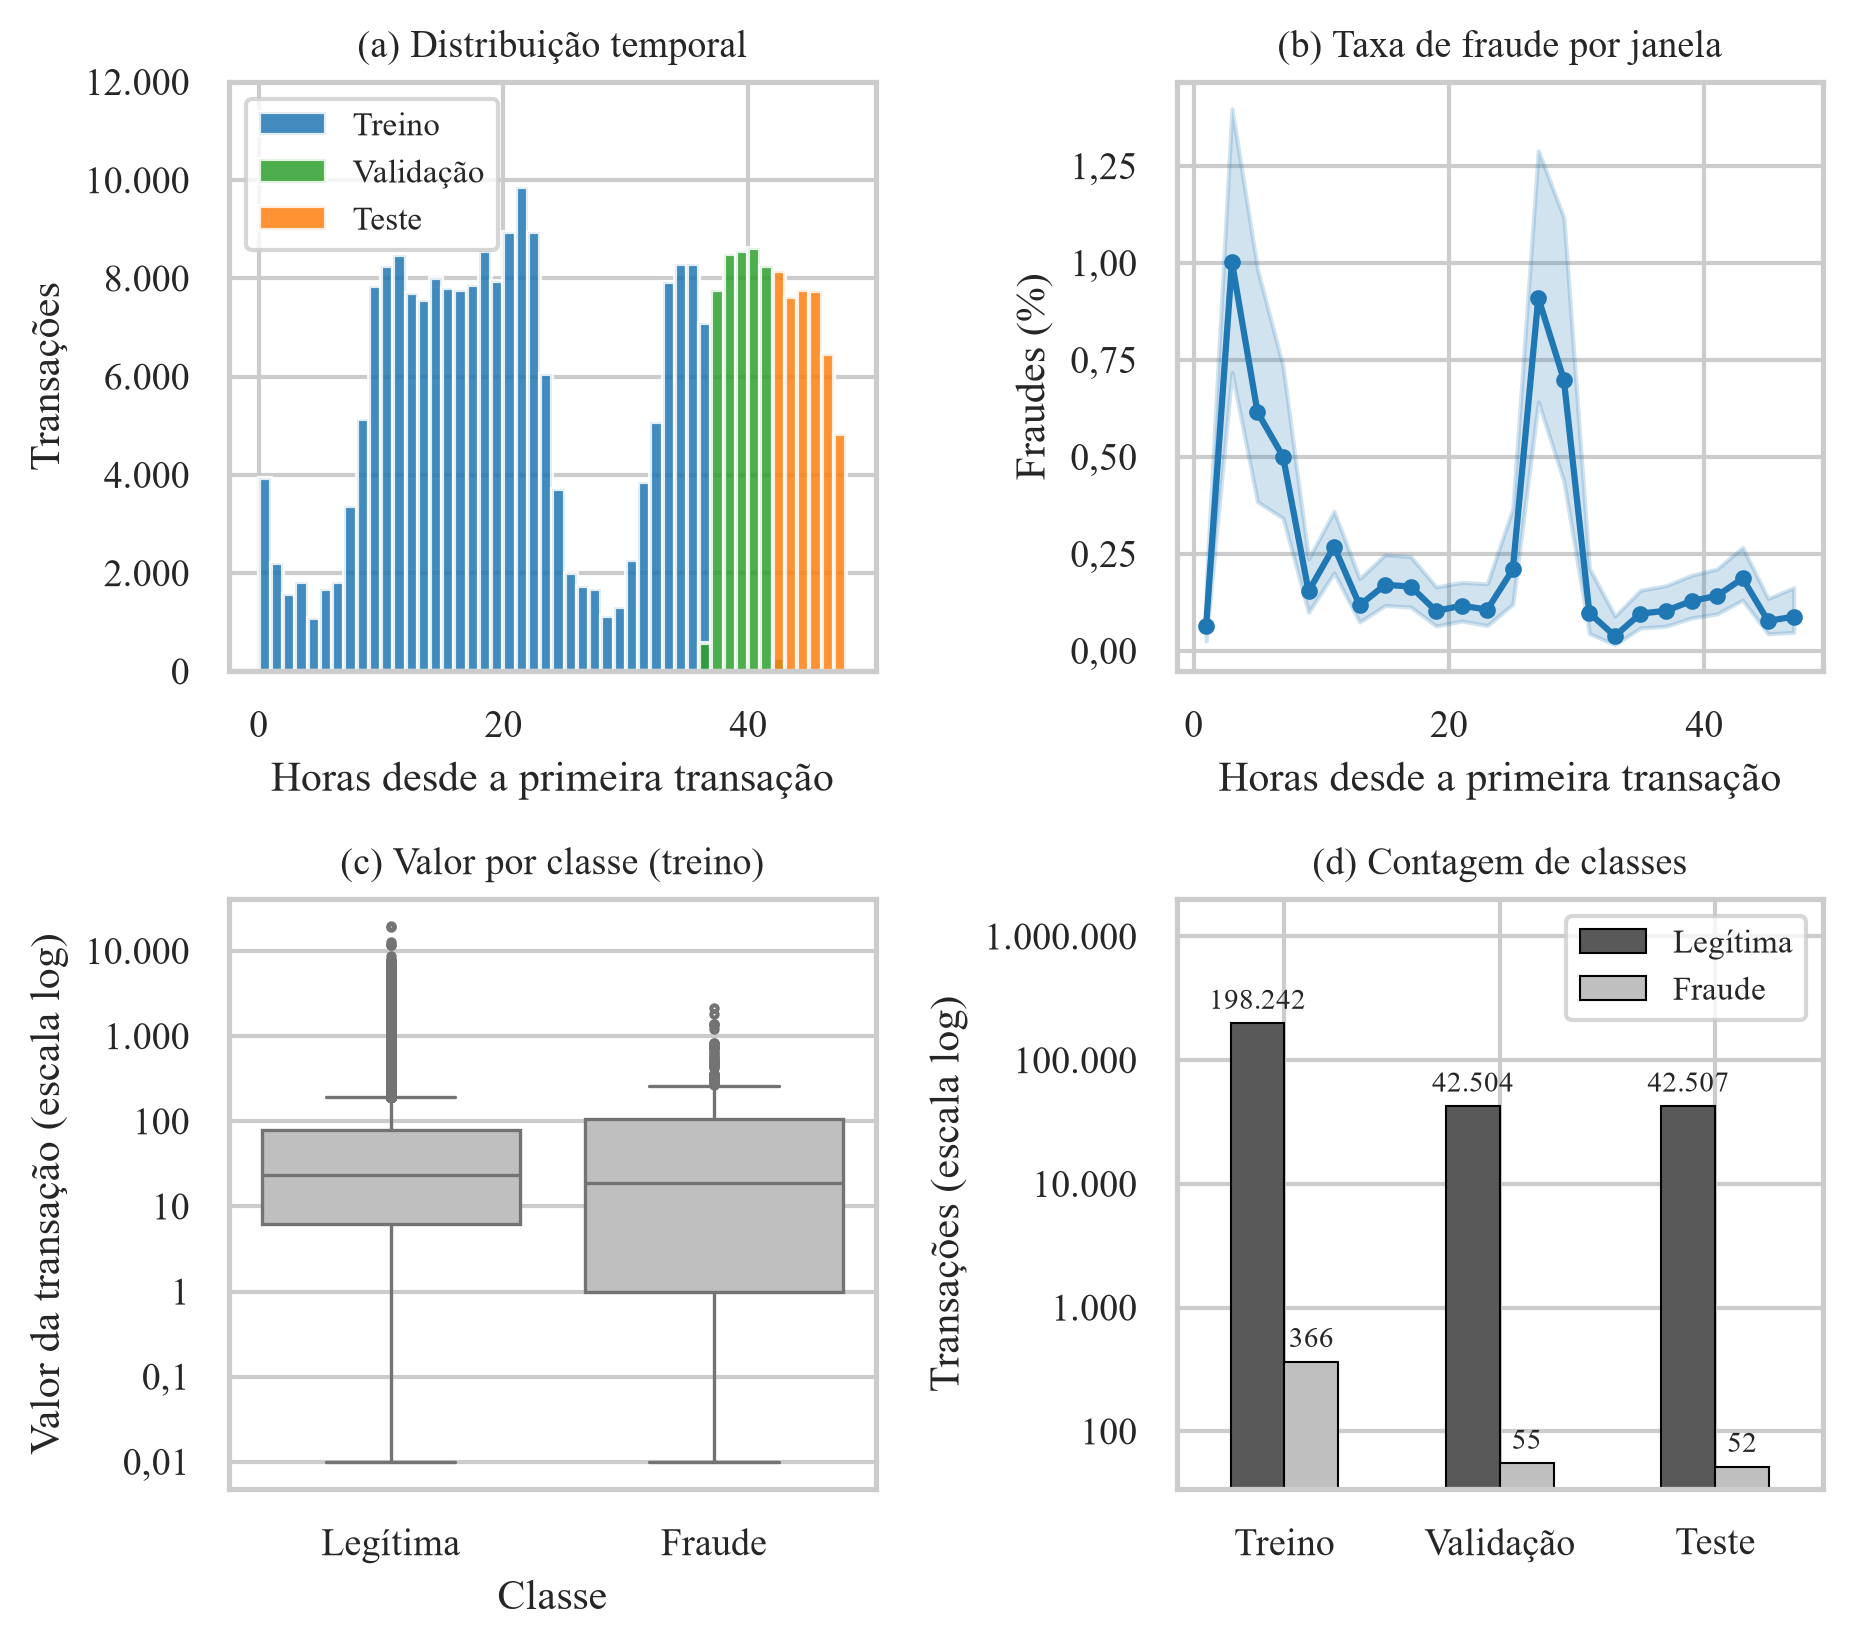 (a) Distribuição temporal
12.000
10.000
8.000
6.000
4.000
2.000
0
Transações
Treino
Validação
Teste
0 20 40
Horas desde a primeira transação
(b) Taxa de fraude por janela
1,25
1,00
0,75
0,50
0,25
0,00
Fraudes (%)
0 20 40
Horas desde a primeira transação
(c) Valor por classe (treino)
10.000
1.000
100
10
1
0,1
0,01
Valor da transação (escala log)
Legítima Fraude
Classe
(d) Contagem de classes
1.000.000
100.000
10.000
1.000
100
Transações (escala log)
Legítima
Fraude
198.242
42.504
42.507
366
55
52
Treino Validação Teste